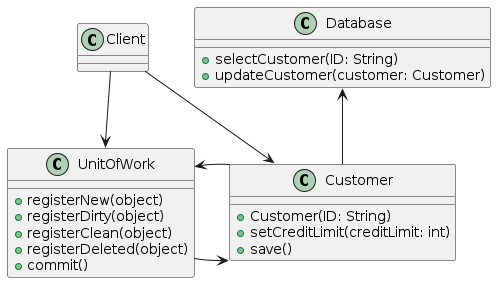 C Client
C Database
+selectCustomer(ID: String)
+updateCustomer(customer: Customer)
C UnitOfWork
registerNew(object)
registerDirty(object)
registerClean(object)
registerDeleted(object)
commit()
C Customer
Customer(ID: String)
setCreditLimit(creditLimit: int)
save()